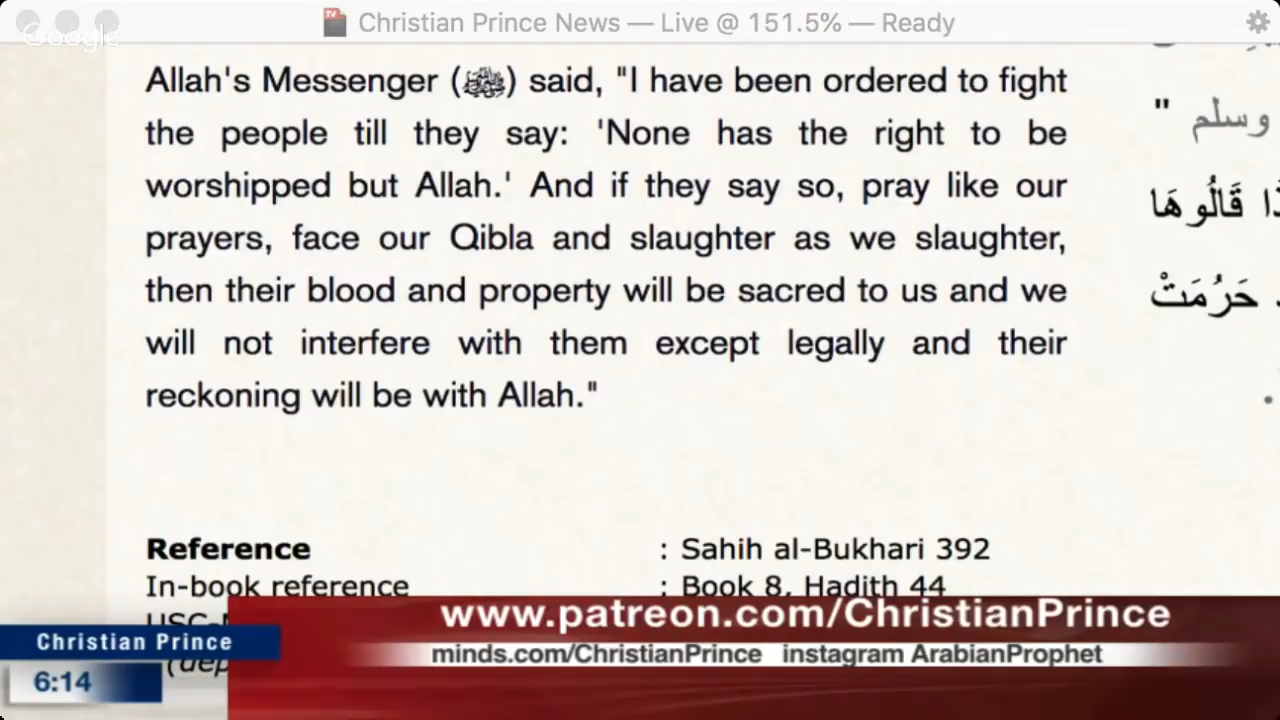 Christian Prince News — Live @ 151.5% — Ready
Google
Allah's Messenger (ﷺ) said, "I have been ordered to fight
the people till they say: 'None has the right to be
worshipped but Allah.' And if they say so, pray like our
prayers, face our Qibla and slaughter as we slaughter,
then their blood and property will be sacred to us and we
will not interfere with them except legally and their
reckoning will be with Allah."
وسلم "
قَالُوهَا
حَرُمَتْ
Reference : Sahih al-Bukhari 392
In-book reference : Book 8, Hadith 44
www.patreon.com/ChristianPrince
Christian Prince
minds.com/ChristianPrince instagram ArabianProphet
6:14